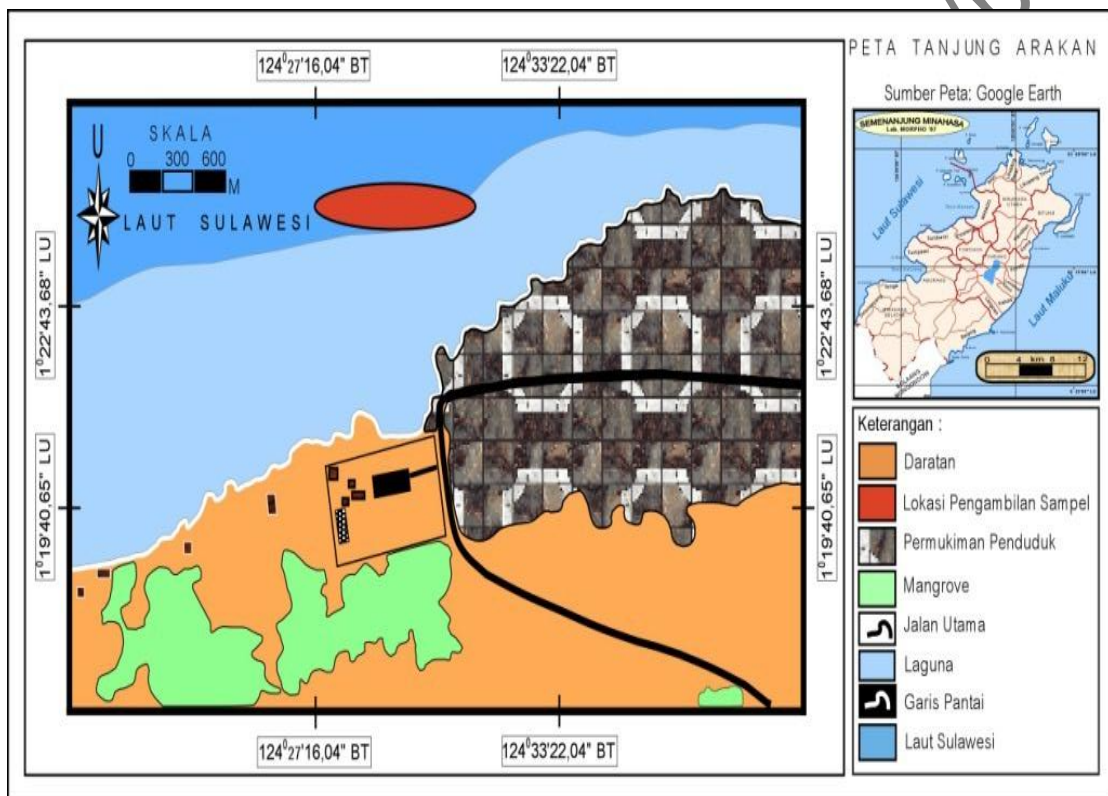 PETA TANJUNG ARAKAN
Sumber Peta: Google Earth
124⁰27'16,04" BT
124⁰33'22,04" BT
U
SKALA
0 300 600
M
LAUT SULAWESI
1⁰22'43,68" LU
1⁰22'43,68" LU
1⁰19'40,65" LU
1⁰19'40,65" LU
124⁰27'16,04" BT
124⁰33'22,04" BT
SEMENANJUNG MINAHASA
Lab. MORFHO '97
Laut Sulawesi
Laut Maluku
0 4 km 8 12
Keterangan :
Daratan
Lokasi Pengambilan Sampel
Permukiman Penduduk
Mangrove
Jalan Utama
Laguna
Garis Pantai
Laut Sulawesi